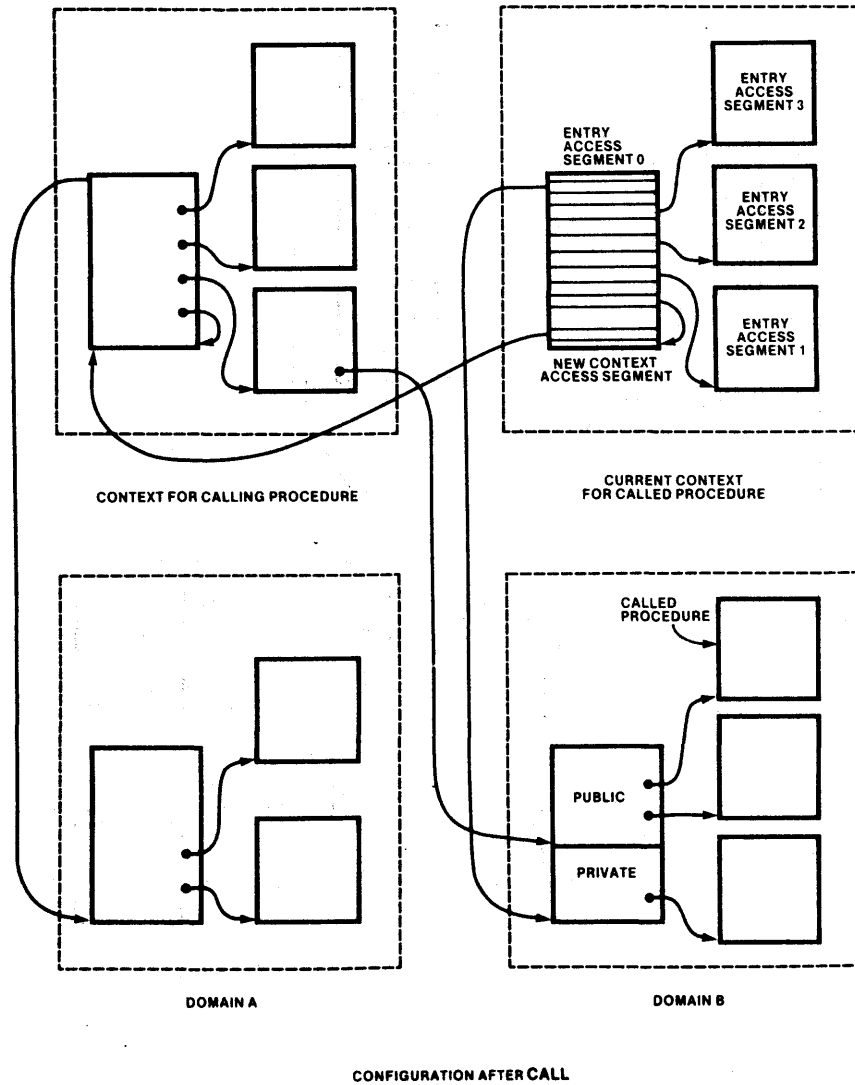 ENTRY
ACCESS
SEGMENT 3
ENTRY
ACCESS
SEGMENT 0
ENTRY
ACCESS
SEGMENT 2
ENTRY
ACCESS
SEGMENT 1
NEW CONTEXT
ACCESS SEGMENT
CONTEXT FOR CALLING PROCEDURE
CURRENT CONTEXT
FOR CALLED PROCEDURE
CALLED
PROCEDURE
PUBLIC
PRIVATE
DOMAIN A
DOMAIN B
CONFIGURATION AFTER CALL